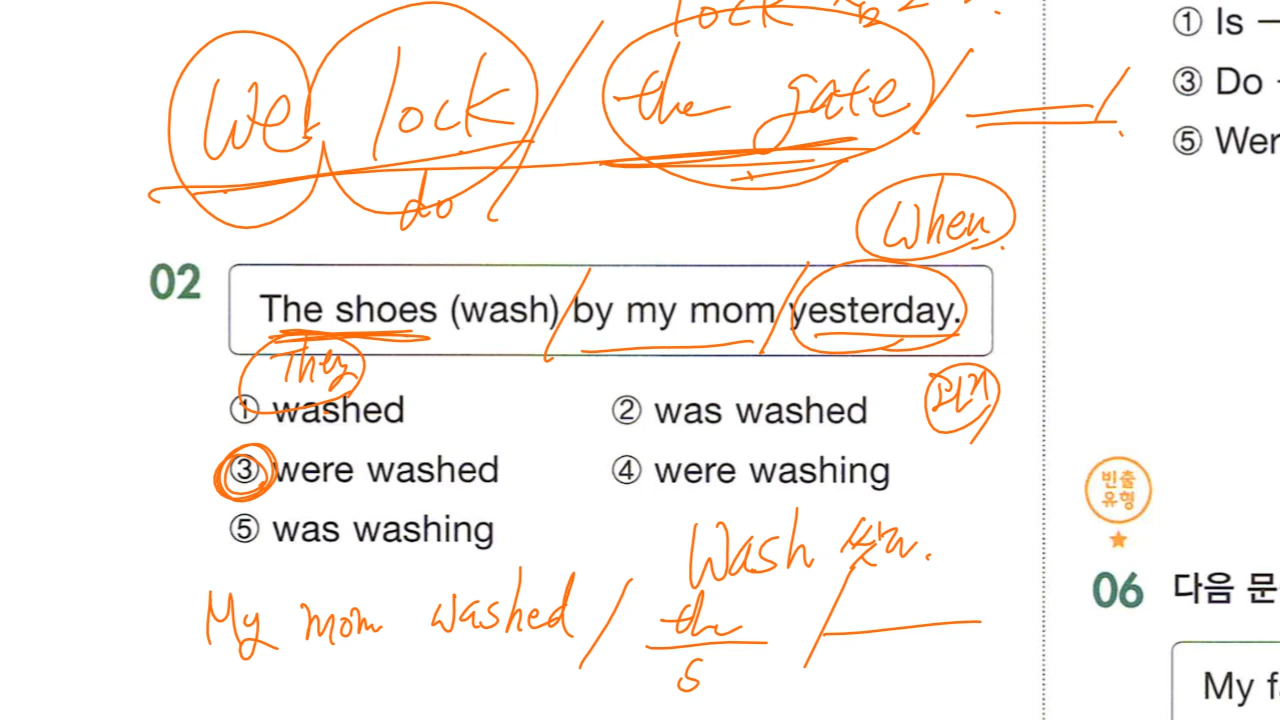 lock
We lock / the gate /
do
When
02
The shoes (wash) by my mom yesterday.
They
과거
① washed
② was washed
③ were washed
④ were washing
⑤ was washing
Wash 씻다.
My mom washed / the s /
① Is
③ Do
⑤ Wer
빈출
유형
06 다음 문
My fa